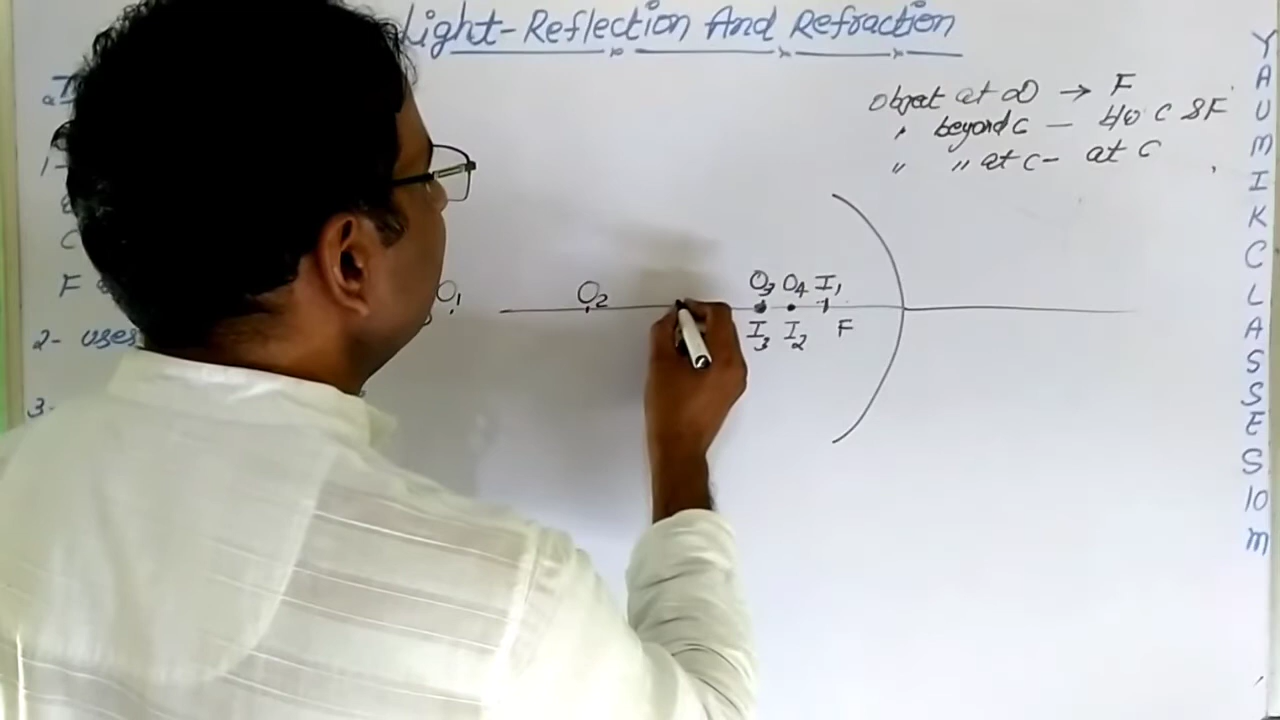 Light-Reflection And Refraction
Object at ∞ → F
" beyond C — b/w C & F
" " at C - at C
1-
C
F
2- uses
3-
O1
O2
O3 O4 I1
I3 I2 F
YAUMIKCLASSES10M